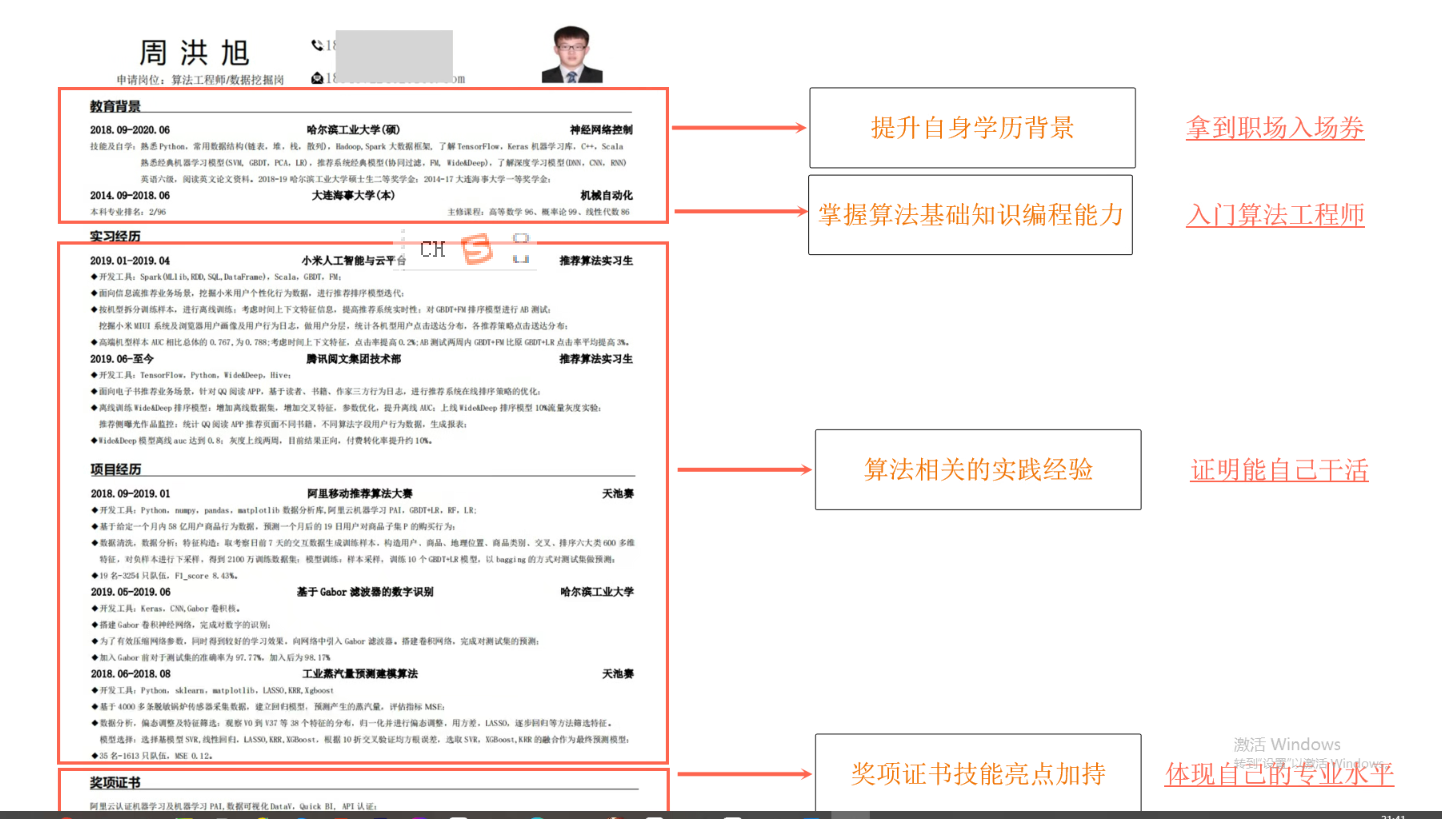 周洪旭
申请岗位：算法工程师/数据挖掘岗
教育背景
2018.09-2020.06 哈尔滨工业大学(硕) 神经网络控制
技能及自学：熟悉Python，常用数据结构(链表，堆，栈，散列)，Hadoop,Spark 大数据框架，了解TensorFlow，Keras 机器学习库，C++，Scala
熟悉经典机器学习模型(SVM, GBDT, PCA, LR)，推荐系统经典模型(协同过滤，FM, Wide&Deep)，了解深度学习模型(DNN, CNN, RNN)
英语六级，阅读英文论文资料。2018-19 哈尔滨工业大学硕士生二等奖学金；2014-17 大连海事大学一等奖学金；
2014.09-2018.06 大连海事大学(本) 机械自动化
本科专业排名：2/96 主修课程：高等数学 96、概率论 99、线性代数 86
实习经历
2019.01-2019.04 小米人工智能与云平台 推荐算法实习生
◆开发工具：Spark(MLlib,RDD,SQL,DataFrame)，Scala，GBDT，FM；
◆面向信息流推荐业务场景，挖掘小米用户个性化行为数据，进行推荐排序模型迭代；
◆按机型拆分训练样本，进行离线训练；考虑时间上下文特征信息，提高推荐系统实时性；对 GBDT+FM 排序模型进行 AB 测试；
挖掘小米 MIUI 系统及浏览器用户画像及用户行为日志，做用户分层，统计各机型用户点击送达分布，各推荐策略点击送达分布；
◆高端机型样本 AUC 相比总体的 0.767,为 0.788;考虑时间上下文特征，点击率提高 0.2%;AB 测试两周内 GBDT+FM 比原 GBDT+LR 点击率平均提高 3%。
2019.06-至今 腾讯阅文集团技术部 推荐算法实习生
◆开发工具：TensorFlow，Python，Wide&Deep，Hive；
◆面向电子书推荐业务场景，针对 QQ 阅读 APP，基于读者、书籍、作家三方行为日志，进行推荐系统在线排序策略的优化；
◆离线训练 Wide&Deep 排序模型：增加离线数据集，增加交叉特征，参数优化，提升离线 AUC；上线 Wide&Deep 排序模型 10%流量灰度实验；
推荐侧曝光作品监控：统计 QQ 阅读 APP 推荐页面不同书籍，不同算法字段用户行为数据，生成报表；
◆Wide&Deep 模型离线 auc 达到 0.8；灰度上线两周，目前结果正向，付费转化率提升约 10%。
项目经历
2018.09-2019.01 阿里移动推荐算法大赛 天池赛
◆开发工具：Python，numpy，pandas，matplotlib 数据分析库,阿里云机器学习 PAI，GBDT+LR，RF，LR;
◆基于给定一个月内 58 亿用户商品行为数据，预测一个月后的 19 日用户对商品子集 P 的购买行为；
◆数据清洗，数据分析；特征构造：取考察日前 7 天的交互数据生成训练样本，构造用户、商品、地理位置、商品类别、交叉、排序六大类 600 多维
特征，对负样本进行下采样，得到 2100 万训练数据集；模型训练：样本采样，训练 10 个 GBDT+LR 模型，以 bagging 的方式对测试集做预测；
◆19 名-3254 只队伍，F1_score 8.43%。
2019.05-2019.06 基于 Gabor 滤波器的数字识别 哈尔滨工业大学
◆开发工具：Keras，CNN,Gabor 卷积核。
◆搭建 Gabor 卷积神经网络，完成对数字的识别；
◆为了有效压缩网络参数，同时得到较好的学习效果，向网络中引入 Gabor 滤波器。搭建卷积网络，完成对测试集的预测；
◆加入 Gabor 前对于测试集的准确率为 97.77%，加入后为 98.17%
2018.06-2018.08 工业蒸汽量预测建模算法 天池赛
◆开发工具：Python，sklearn，matplotlib，LASSO,KRR,Xgboost
◆基于 4000 多条脱敏锅炉传感器采集数据，建立回归模型，预测产生的蒸汽量，评估指标 MSE；
◆数据分析，偏态调整及特征筛选：观察 V0 到 V37 等 38 个特征的分布，归一化并进行偏态调整，用方差，LASSO，逐步回归等方法筛选特征。
模型选择：选择基模型 SVR,线性回归，LASSO,KRR,XGBoost，根据 10 折交叉验证均方根误差，选取 SVR，XGBoost,KRR 的融合作为最终预测模型；
◆35 名-1613 只队伍，MSE 0.12。
奖项证书
阿里云认证机器学习及机器学习 PAI,数据可视化 DataV，Quick BI，API 认证；
CH
提升自身学历背景 拿到职场入场券
掌握算法基础知识编程能力 入门算法工程师
算法相关的实践经验 证明能自己干活
奖项证书技能亮点加持 体现自己的专业水平
激活 Windows
转到"设置"以激活 Windows。